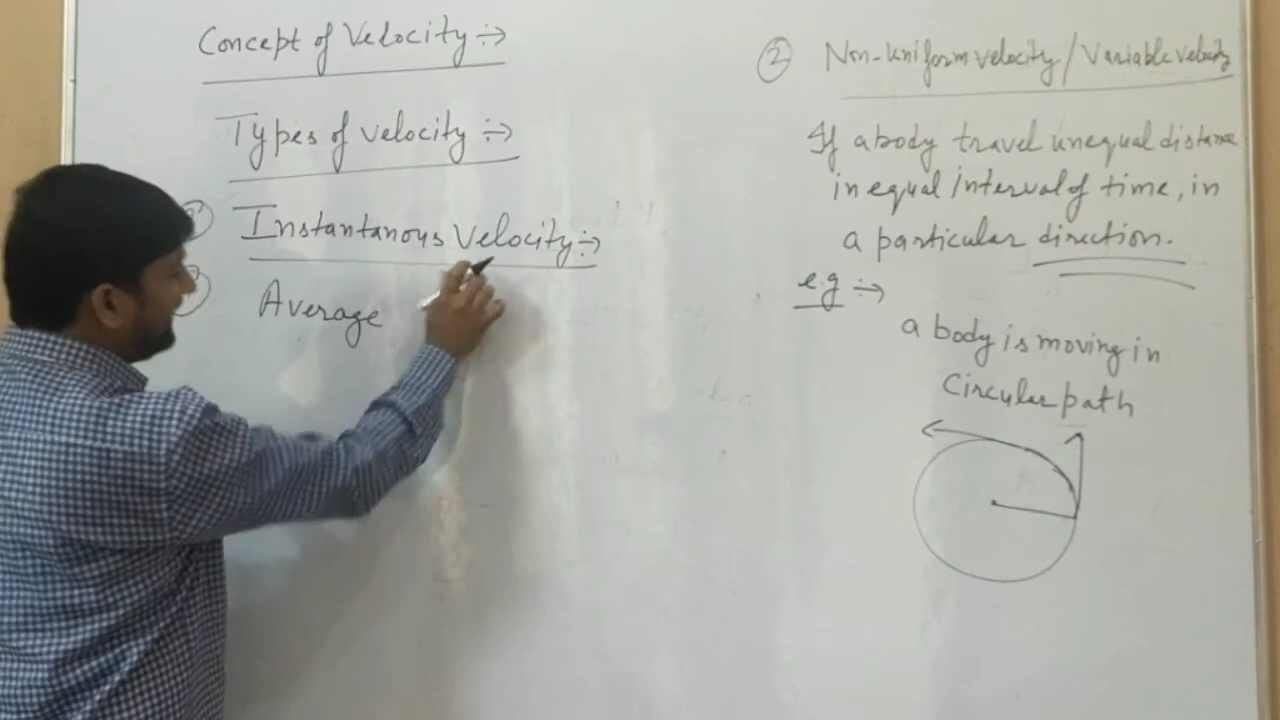 Concept of Velocity :→
Types of velocity :→
Instantanous Velocity :→
Average
② Non-uniform velocity / Variable velocity
If a body travel unequal distance
in equal interval of time, in
a particular direction.
e.g :→
a body is moving in
Circular path